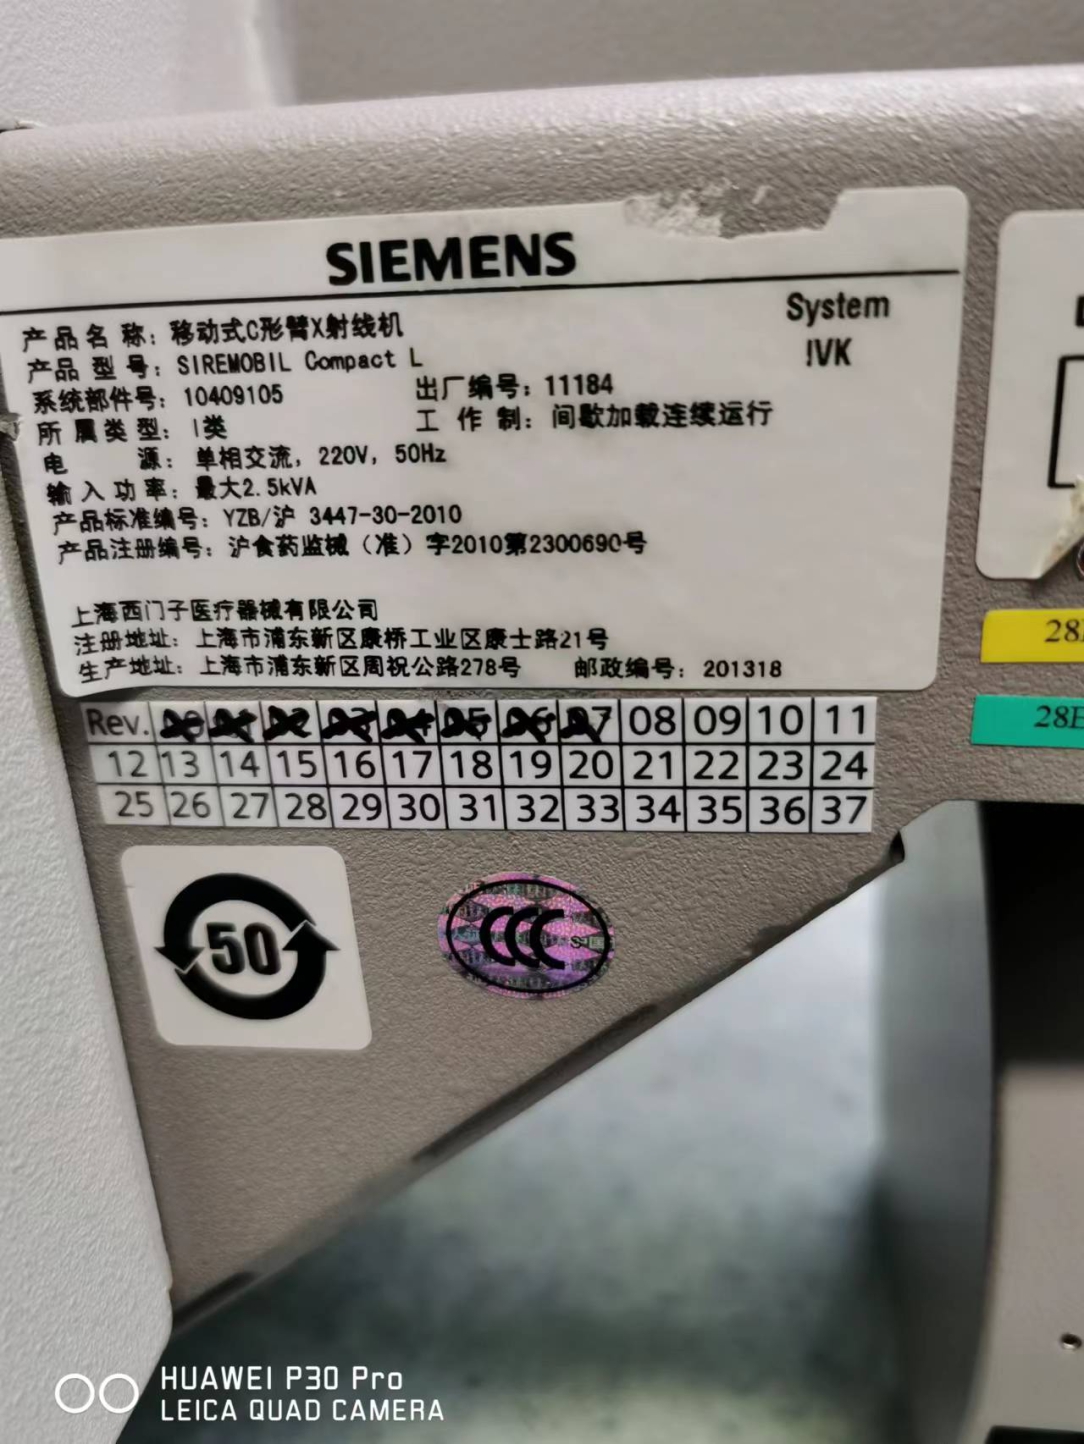 SIEMENS
System
IVK
产品名称：移动式C形臂X射线机
产品型号：SIREMOBIL Compact L
系统部件号：10409105 出厂编号：11184
所属类型：I类 工作制：间歇加载连续运行
电源：单相交流，220V，50Hz
输入功率：最大2.5kVA
产品标准编号：YZB/沪 3447-30-2010
产品注册编号：沪食药监械（准）字2010第2300690号
上海西门子医疗器械有限公司
注册地址：上海市浦东新区康桥工业区康士路21号
生产地址：上海市浦东新区周祝公路278号 邮政编号：201318
Rev. 00 01 02 03 04 05 06 07 08 09 10 11
12 13 14 15 16 17 18 19 20 21 22 23 24
25 26 27 28 29 30 31 32 33 34 35 36 37
50
CCC
S
28
28E
HUAWEI P30 Pro
LEICA QUAD CAMERA